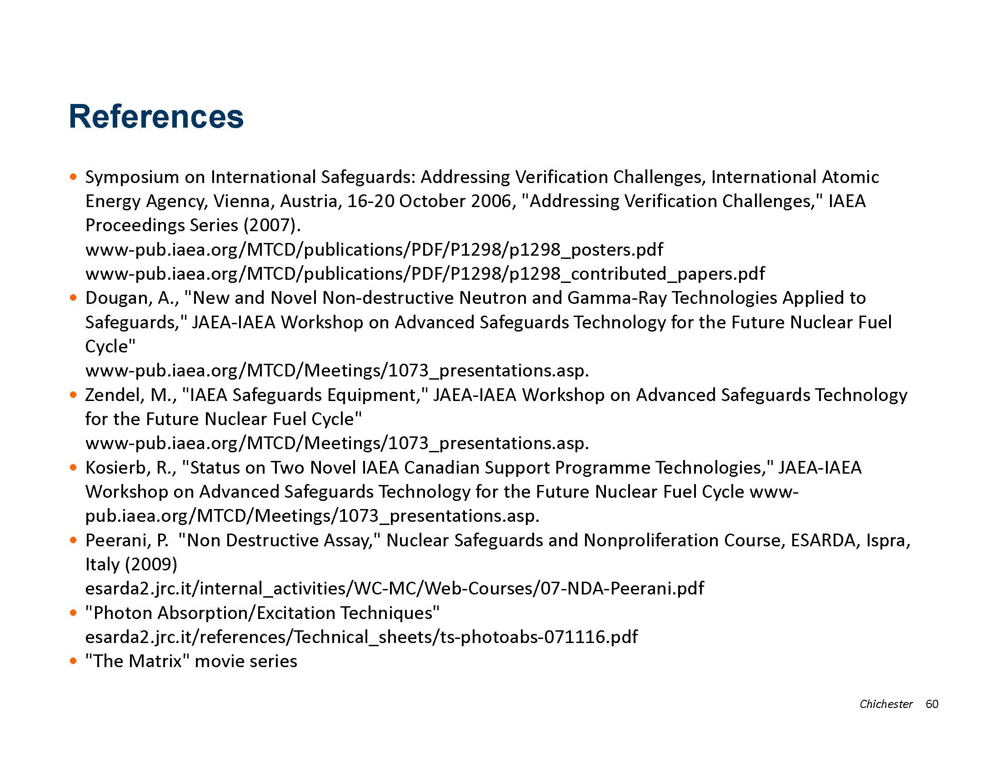 References
• Symposium on International Safeguards: Addressing Verification Challenges, International Atomic
Energy Agency, Vienna, Austria, 16-20 October 2006, "Addressing Verification Challenges," IAEA
Proceedings Series (2007).
www-pub.iaea.org/MTCD/publications/PDF/P1298/p1298_posters.pdf
www-pub.iaea.org/MTCD/publications/PDF/P1298/p1298_contributed_papers.pdf
• Dougan, A., "New and Novel Non-destructive Neutron and Gamma-Ray Technologies Applied to
Safeguards," JAEA-IAEA Workshop on Advanced Safeguards Technology for the Future Nuclear Fuel
Cycle"
www-pub.iaea.org/MTCD/Meetings/1073_presentations.asp.
• Zendel, M., "IAEA Safeguards Equipment," JAEA-IAEA Workshop on Advanced Safeguards Technology
for the Future Nuclear Fuel Cycle"
www-pub.iaea.org/MTCD/Meetings/1073_presentations.asp.
• Kosierb, R., "Status on Two Novel IAEA Canadian Support Programme Technologies," JAEA-IAEA
Workshop on Advanced Safeguards Technology for the Future Nuclear Fuel Cycle www-
pub.iaea.org/MTCD/Meetings/1073_presentations.asp.
• Peerani, P.  "Non Destructive Assay," Nuclear Safeguards and Nonproliferation Course, ESARDA, Ispra,
Italy (2009)
esarda2.jrc.it/internal_activities/WC-MC/Web-Courses/07-NDA-Peerani.pdf
• "Photon Absorption/Excitation Techniques"
esarda2.jrc.it/references/Technical_sheets/ts-photoabs-071116.pdf
• "The Matrix" movie series
Chichester 60